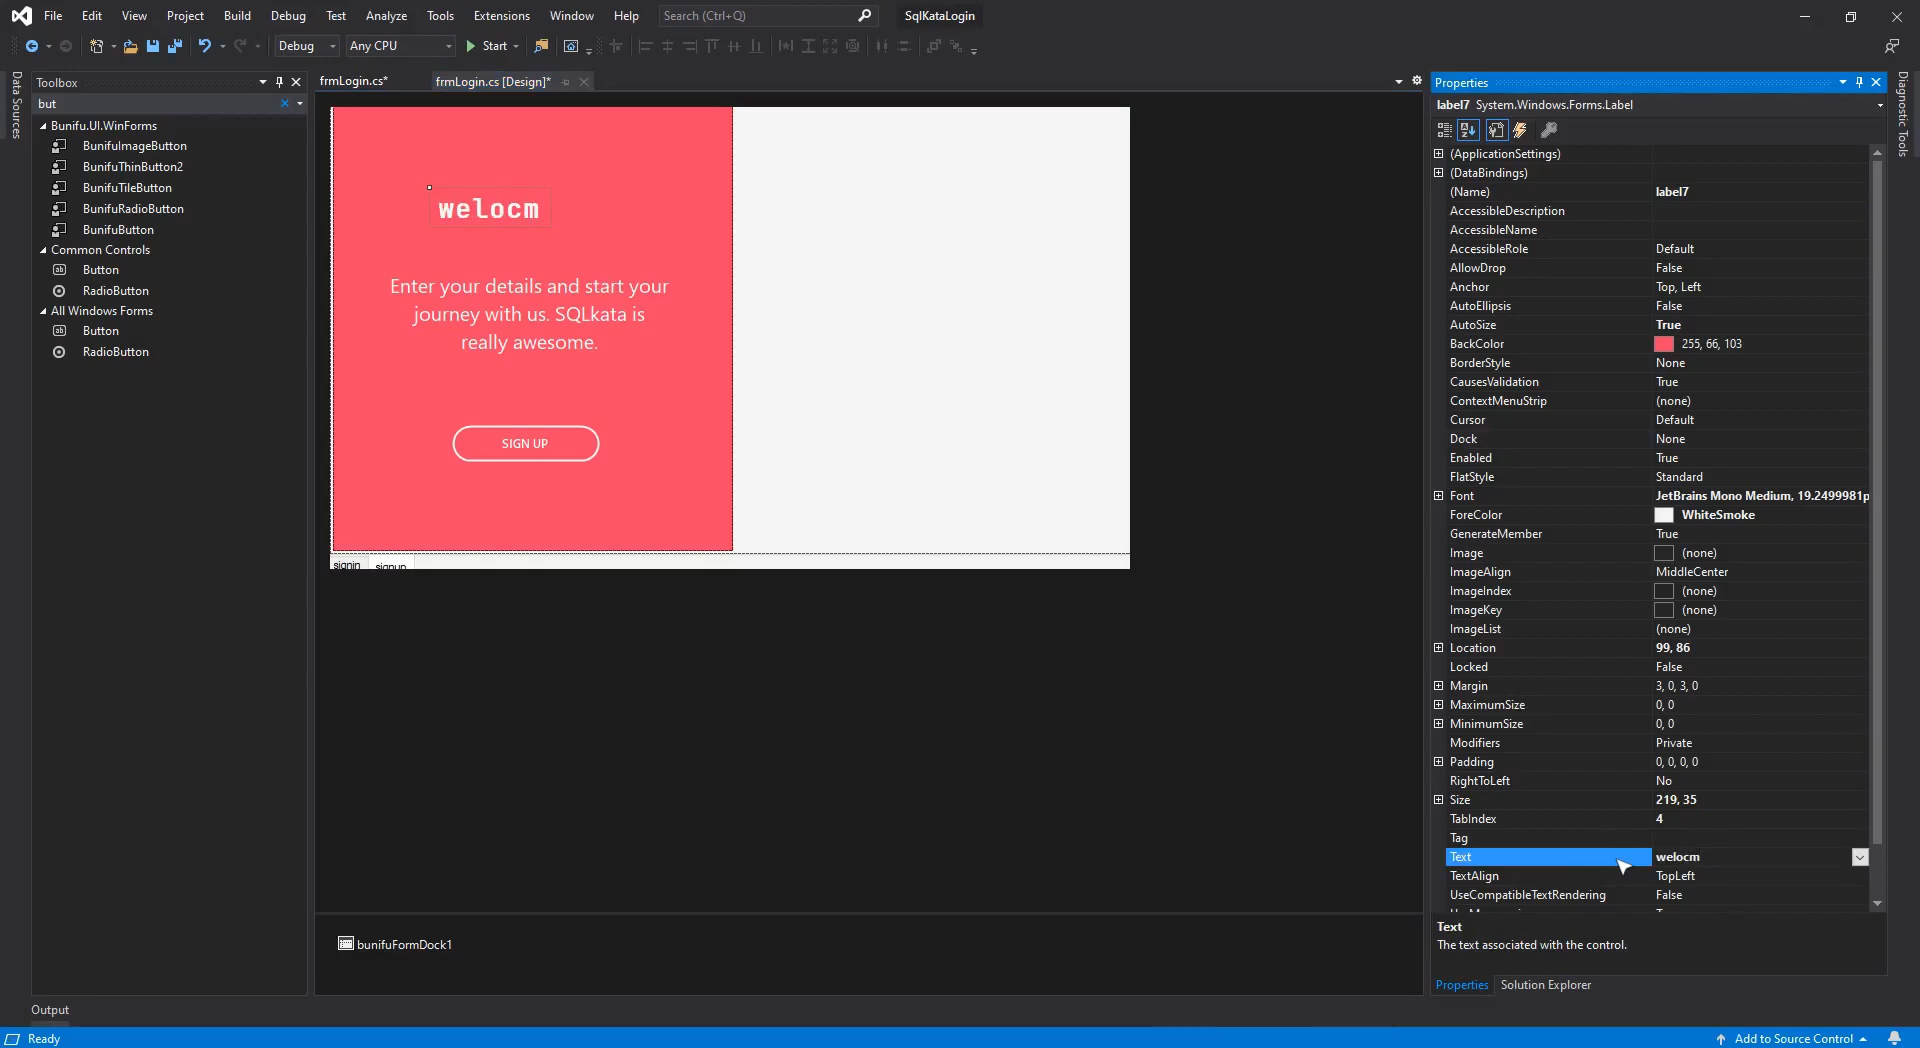 File Edit View Project Build Debug Test Analyze Tools Extensions Window Help Search (Ctrl+Q) SqlKataLogin
Debug Any CPU Start
Data Sources
Toolbox
but
Bunifu.UI.WinForms
BunifuImageButton
BunifuThinButton2
BunifuTileButton
BunifuRadioButton
BunifuButton
Common Controls
Button
RadioButton
All Windows Forms
Button
RadioButton
frmLogin.cs*
frmLogin.cs [Design]*
welocm
Enter your details and start your
journey with us. SQLkata is
really awesome.
SIGN UP
signin signup
bunifuFormDock1
Properties
label7 System.Windows.Forms.Label
(ApplicationSettings)
(DataBindings)
(Name) label7
AccessibleDescription
AccessibleName
AccessibleRole Default
AllowDrop False
Anchor Top, Left
AutoEllipsis False
AutoSize True
BackColor 255, 66, 103
BorderStyle None
CausesValidation True
ContextMenuStrip (none)
Cursor Default
Dock None
Enabled True
FlatStyle Standard
Font JetBrains Mono Medium, 19.2499981p
ForeColor WhiteSmoke
GenerateMember True
Image (none)
ImageAlign MiddleCenter
ImageIndex (none)
ImageKey (none)
ImageList (none)
Location 99, 86
Locked False
Margin 3, 0, 3, 0
MaximumSize 0, 0
MinimumSize 0, 0
Modifiers Private
Padding 0, 0, 0, 0
RightToLeft No
Size 219, 35
TabIndex 4
Tag
Text welocm
TextAlign TopLeft
UseCompatibleTextRendering False
Text
The text associated with the control.
Properties Solution Explorer
Diagnostic Tools
Output
Ready
Add to Source Control